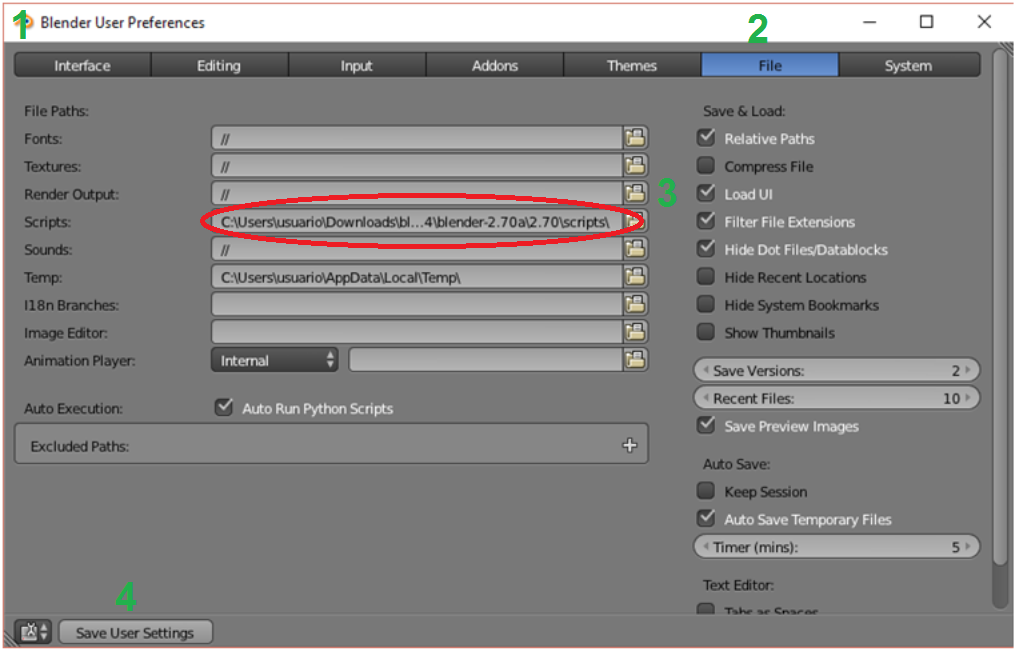 1
Blender User Preferences
2
Interface Editing Input Addons Themes File System
File Paths:
Fonts: //
Textures: //
Render Output: //
3
Scripts: C:\Users\usuario\Downloads\bl...4\blender-2.70a\2.70\scripts\
Sounds: //
Temp: C:\Users\usuario\AppData\Local\Temp\
I18n Branches:
Image Editor:
Animation Player: Internal
Auto Execution: Auto Run Python Scripts
Excluded Paths:
Save & Load:
Relative Paths
Compress File
Load UI
Filter File Extensions
Hide Dot Files/Datablocks
Hide Recent Locations
Hide System Bookmarks
Show Thumbnails
Save Versions: 2
Recent Files: 10
Save Preview Images
Auto Save:
Keep Session
Auto Save Temporary Files
Timer (mins): 5
Text Editor:
Tabs as Spaces
4
Save User Settings